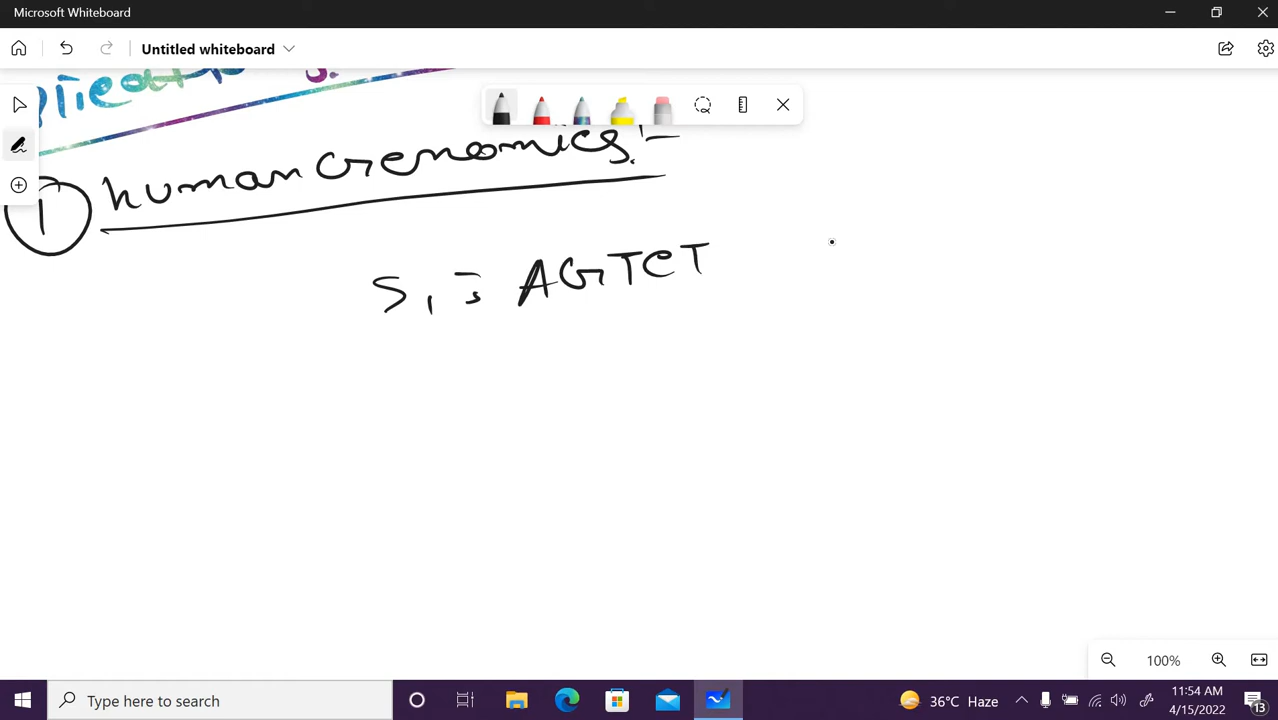 Microsoft Whiteboard
Untitled whiteboard
① human Genomics :-
S₁ = AGTCT
100%
Type here to search
36°C Haze
11:54 AM
4/15/2022
13